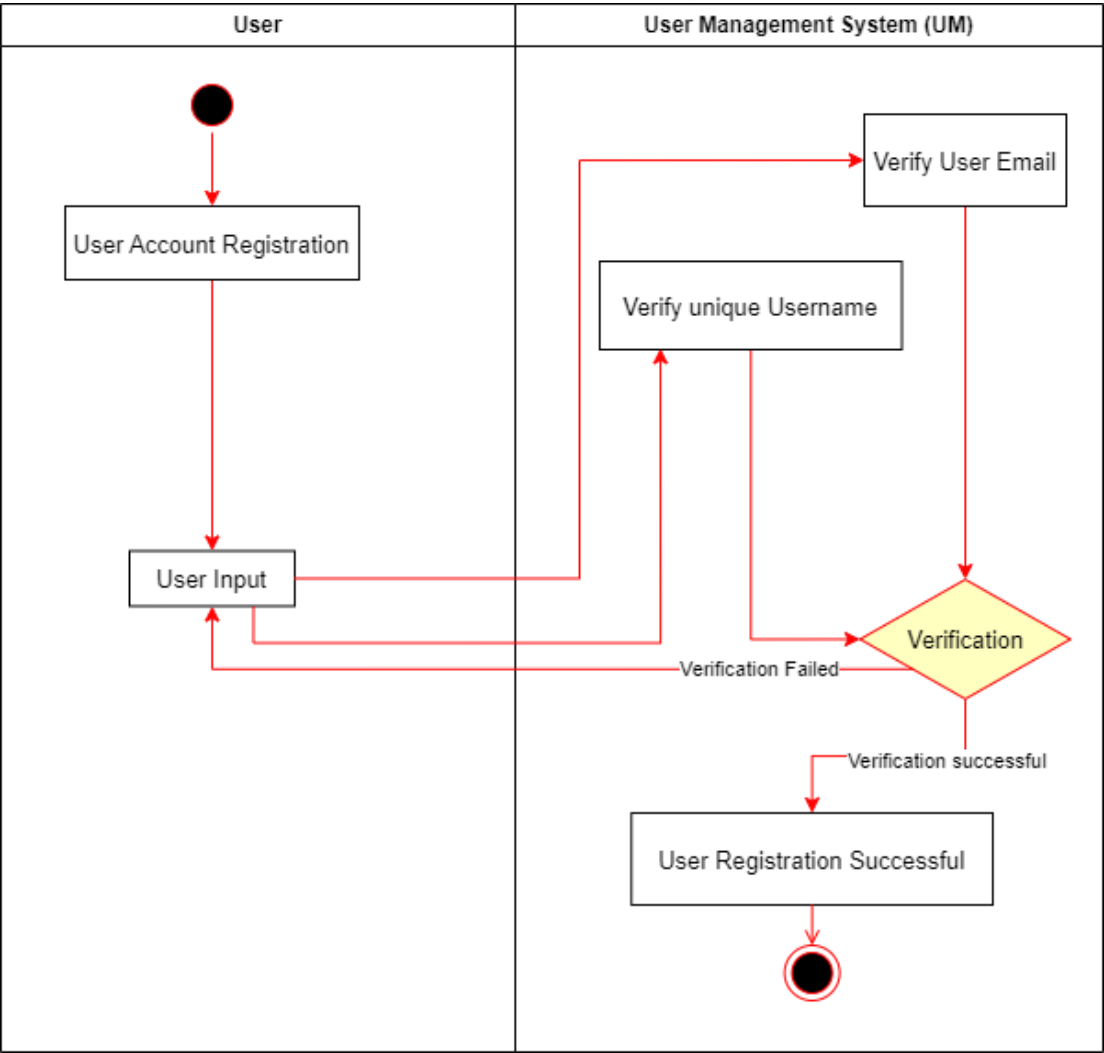 User
User Management System (UM)
Verify User Email
User Account Registration
Verify unique Username
User Input
Verification
Verification Failed
Verification successful
User Registration Successful